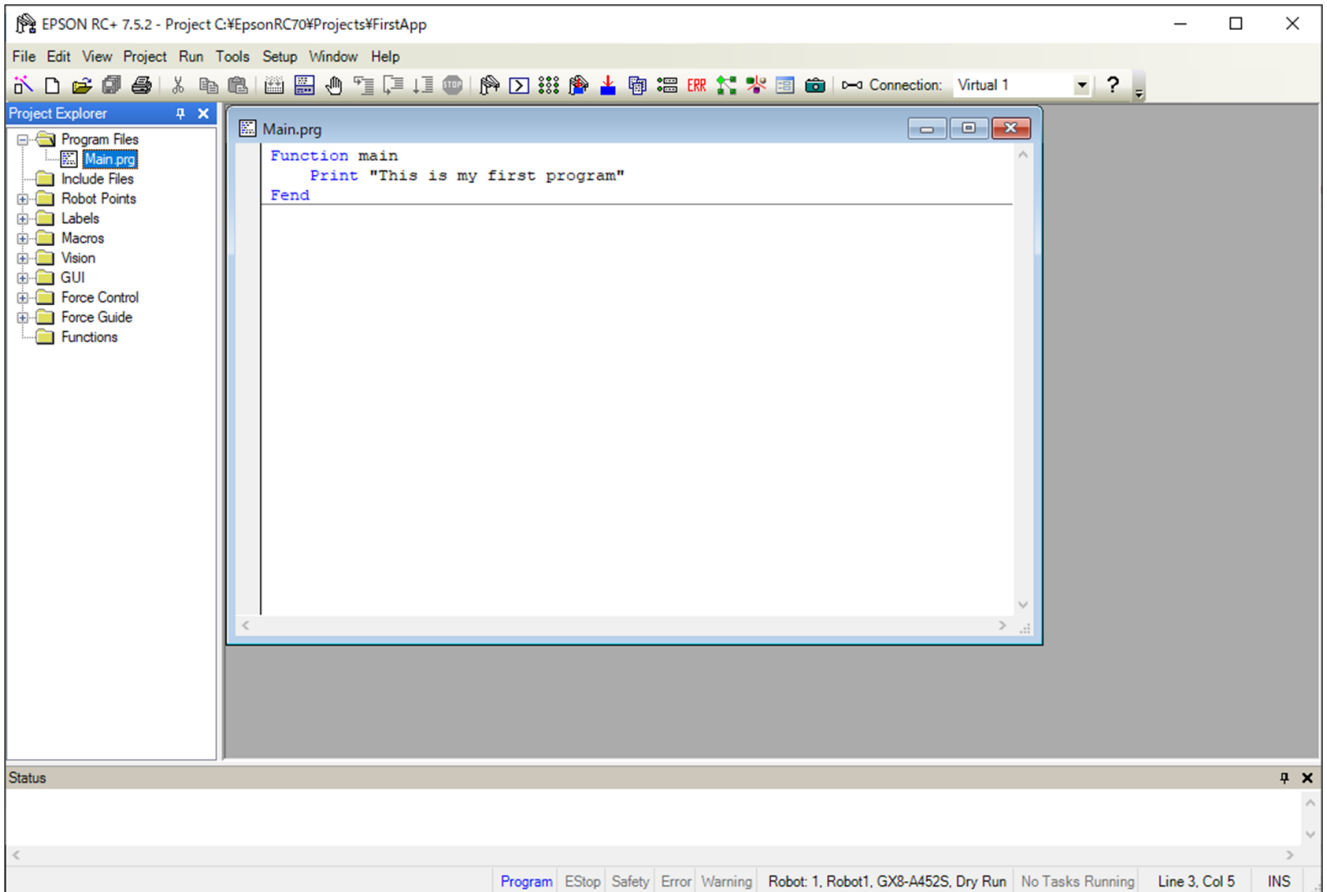 EPSON RC+ 7.5.2 - Project C:¥EpsonRC70¥Projects¥FirstApp
File Edit View Project Run Tools Setup Window Help
STOP ERR Connection: Virtual 1 ?
Project Explorer
Program Files
Main.prg
Include Files
Robot Points
Labels
Macros
Vision
GUI
Force Control
Force Guide
Functions
Main.prg
Function main
Print "This is my first program"
Fend
Status
Program EStop Safety Error Warning Robot: 1, Robot1, GX8-A452S, Dry Run No Tasks Running Line 3, Col 5 INS